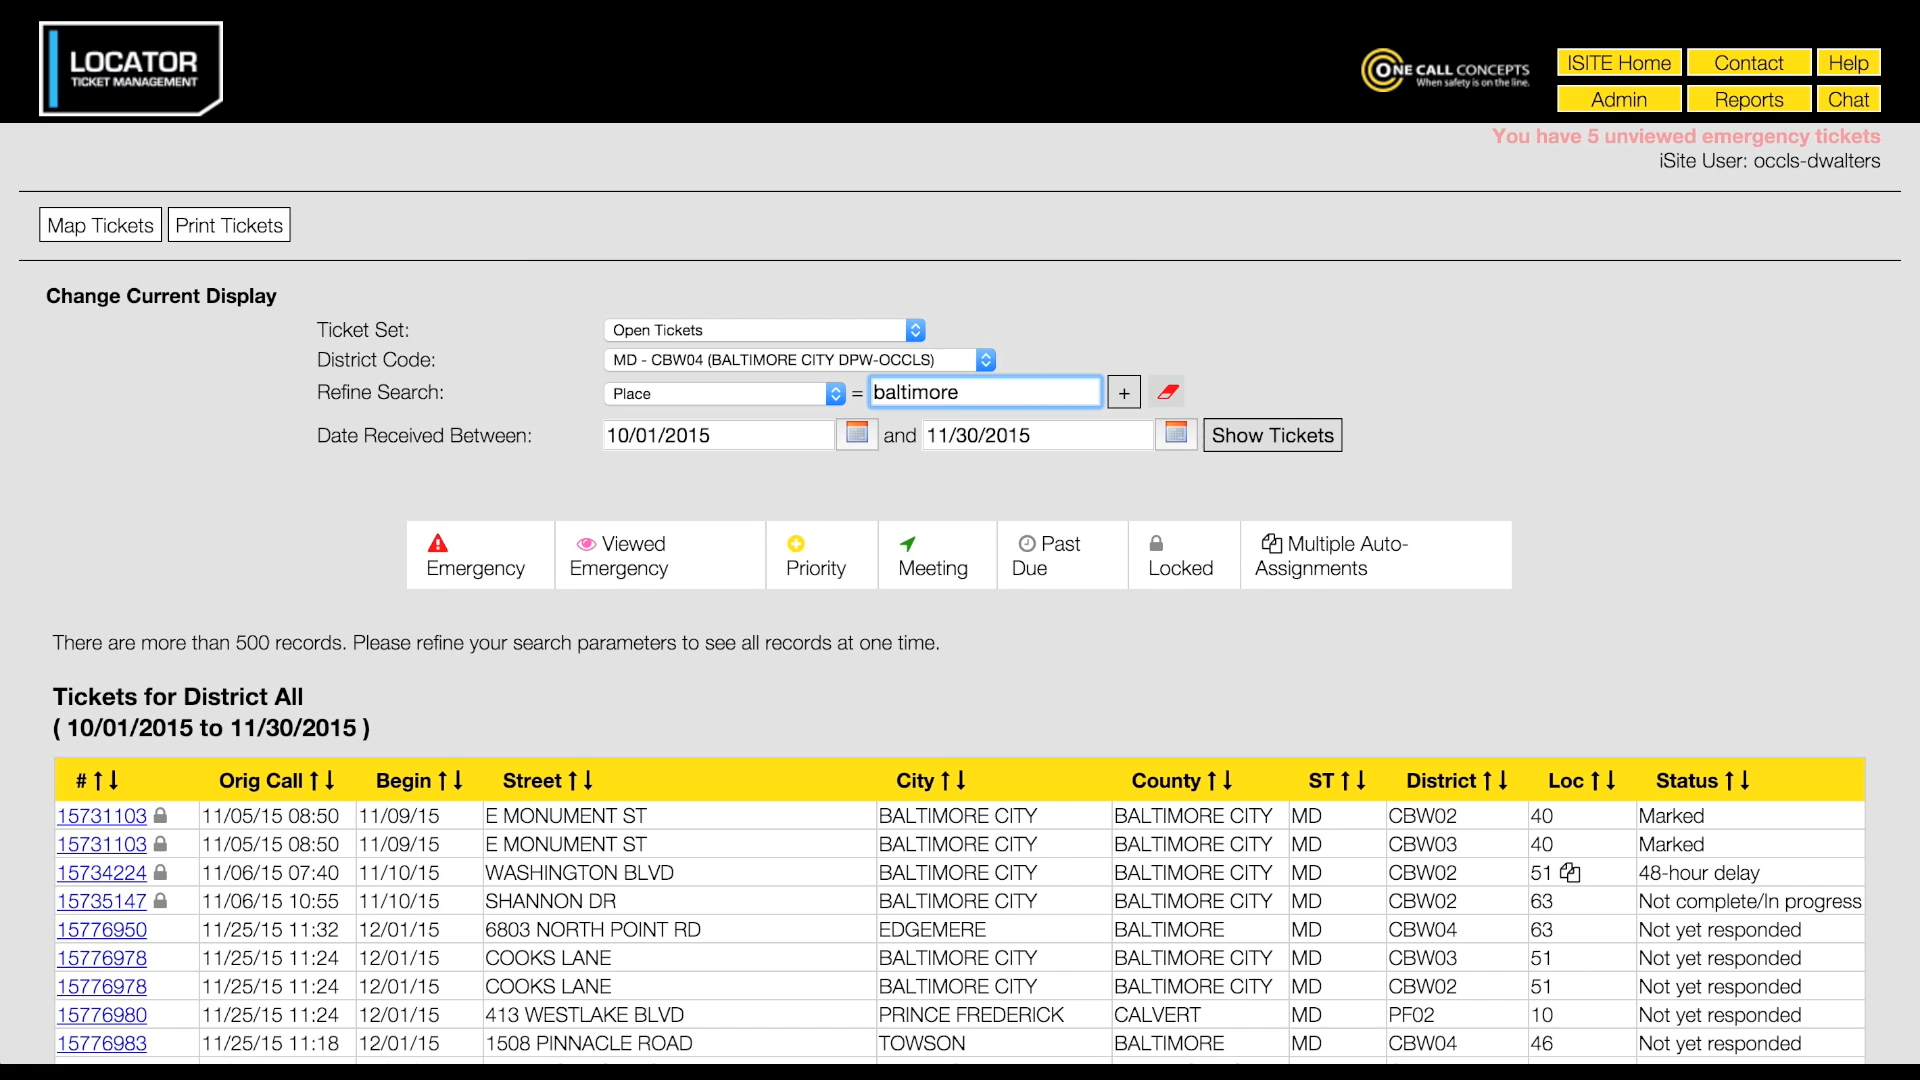 LOCATOR
TICKET MANAGEMENT
ONE CALL CONCEPTS
When safety is on the line.
ISITE Home Contact Help
Admin Reports Chat
You have 5 unviewed emergency tickets
iSite User: occls-dwalters
Map Tickets Print Tickets
Change Current Display
Ticket Set: Open Tickets
District Code: MD - CBW04 (BALTIMORE CITY DPW-OCCLS)
Refine Search: Place = baltimore +
Date Received Between: 10/01/2015 and 11/30/2015 Show Tickets
Emergency
Viewed Emergency
Priority
Meeting
Past Due
Locked
Multiple Auto-Assignments
There are more than 500 records. Please refine your search parameters to see all records at one time.
Tickets for District All
( 10/01/2015 to 11/30/2015 )
# ↑↓ Orig Call ↑↓ Begin ↑↓ Street ↑↓ City ↑↓ County ↑↓ ST ↑↓ District ↑↓ Loc ↑↓ Status ↑↓
15731103 11/05/15 08:50 11/09/15 E MONUMENT ST BALTIMORE CITY BALTIMORE CITY MD CBW02 40 Marked
15731103 11/05/15 08:50 11/09/15 E MONUMENT ST BALTIMORE CITY BALTIMORE CITY MD CBW03 40 Marked
15734224 11/06/15 07:40 11/10/15 WASHINGTON BLVD BALTIMORE CITY BALTIMORE CITY MD CBW02 51 48-hour delay
15735147 11/06/15 10:55 11/10/15 SHANNON DR BALTIMORE CITY BALTIMORE CITY MD CBW02 63 Not complete/In progress
15776950 11/25/15 11:32 12/01/15 6803 NORTH POINT RD EDGEMERE BALTIMORE MD CBW04 63 Not yet responded
15776978 11/25/15 11:24 12/01/15 COOKS LANE BALTIMORE CITY BALTIMORE CITY MD CBW03 51 Not yet responded
15776978 11/25/15 11:24 12/01/15 COOKS LANE BALTIMORE CITY BALTIMORE CITY MD CBW02 51 Not yet responded
15776980 11/25/15 11:24 12/01/15 413 WESTLAKE BLVD PRINCE FREDERICK CALVERT MD PF02 10 Not yet responded
15776983 11/25/15 11:18 12/01/15 1508 PINNACLE ROAD TOWSON BALTIMORE MD CBW04 46 Not yet responded